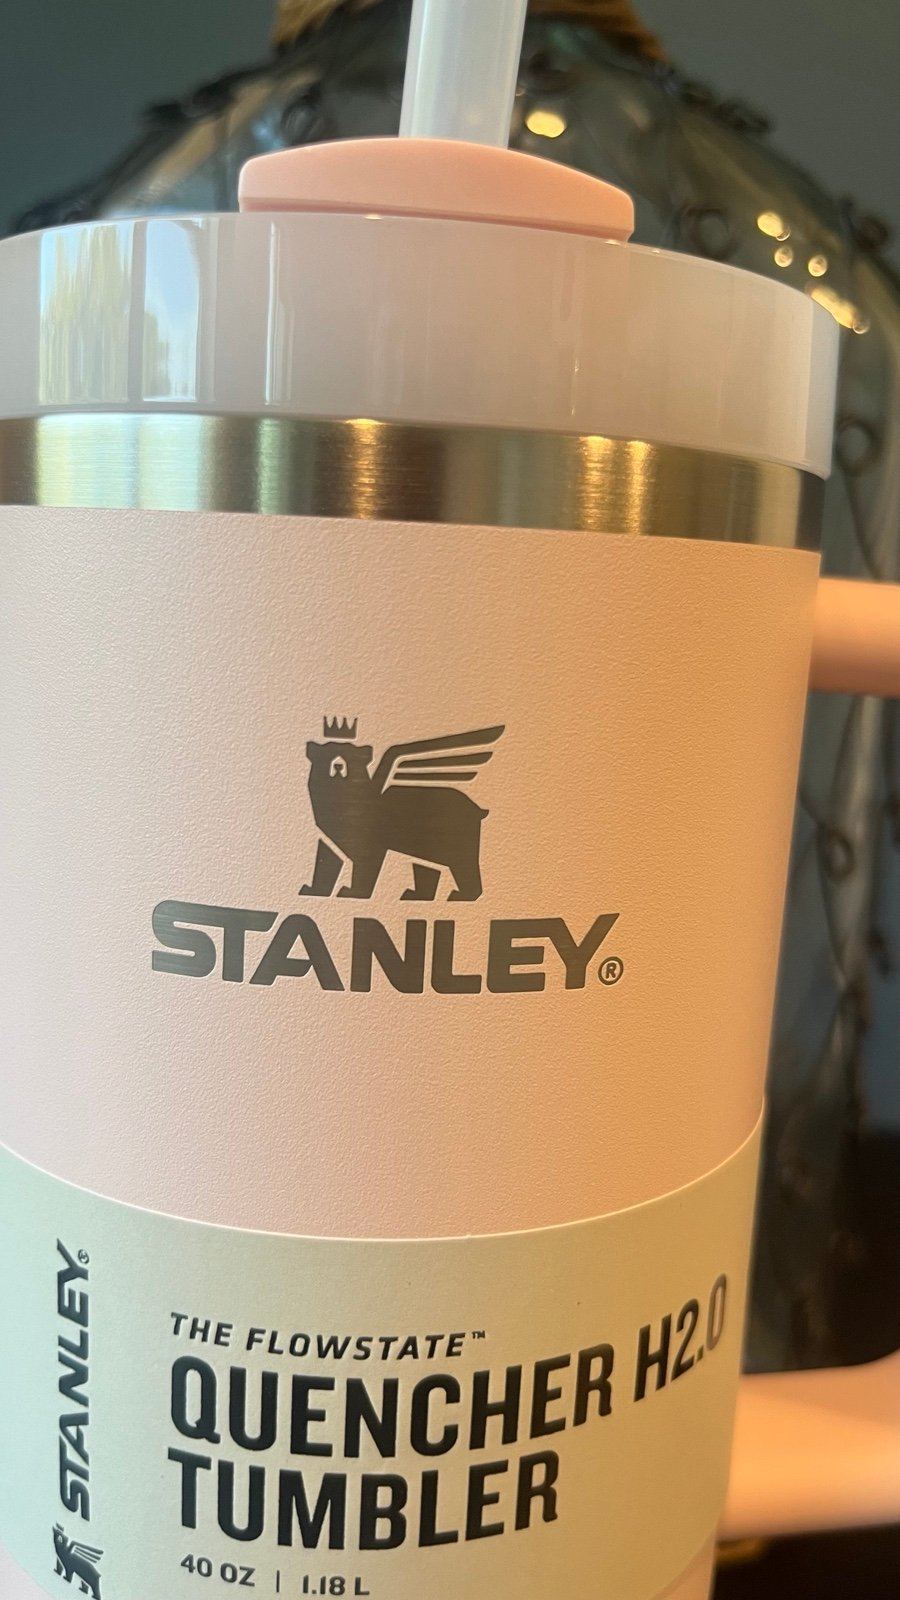 STANLEY®
STANLEY®
THE FLOWSTATE™
QUENCHER H2.0
TUMBLER
40 OZ | 1.18 L